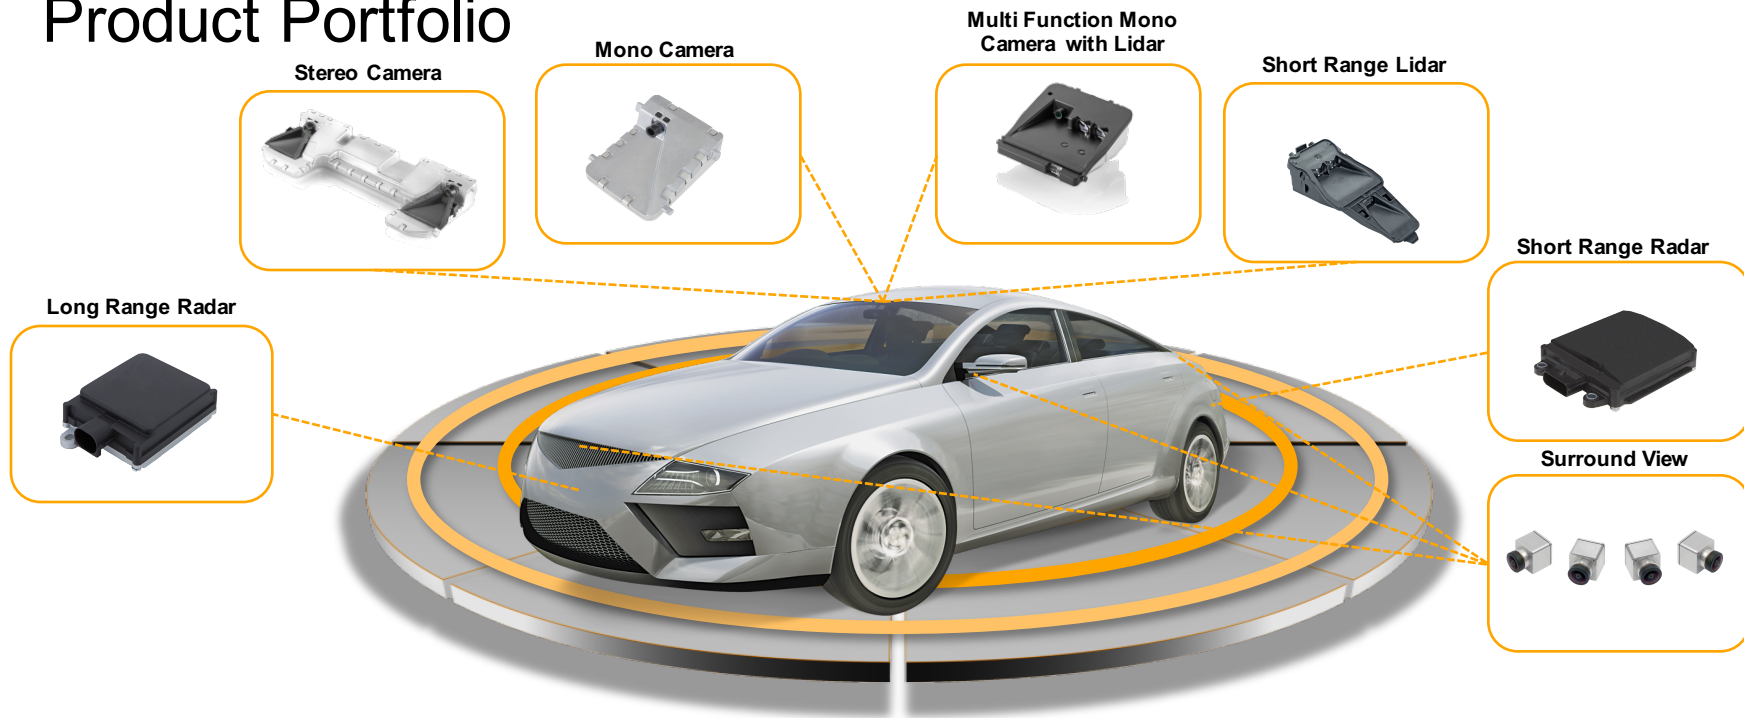 Product Portfolio
Stereo Camera
Mono Camera
Multi Function Mono
Camera with Lidar
Short Range Lidar
Short Range Radar
Long Range Radar
Surround View